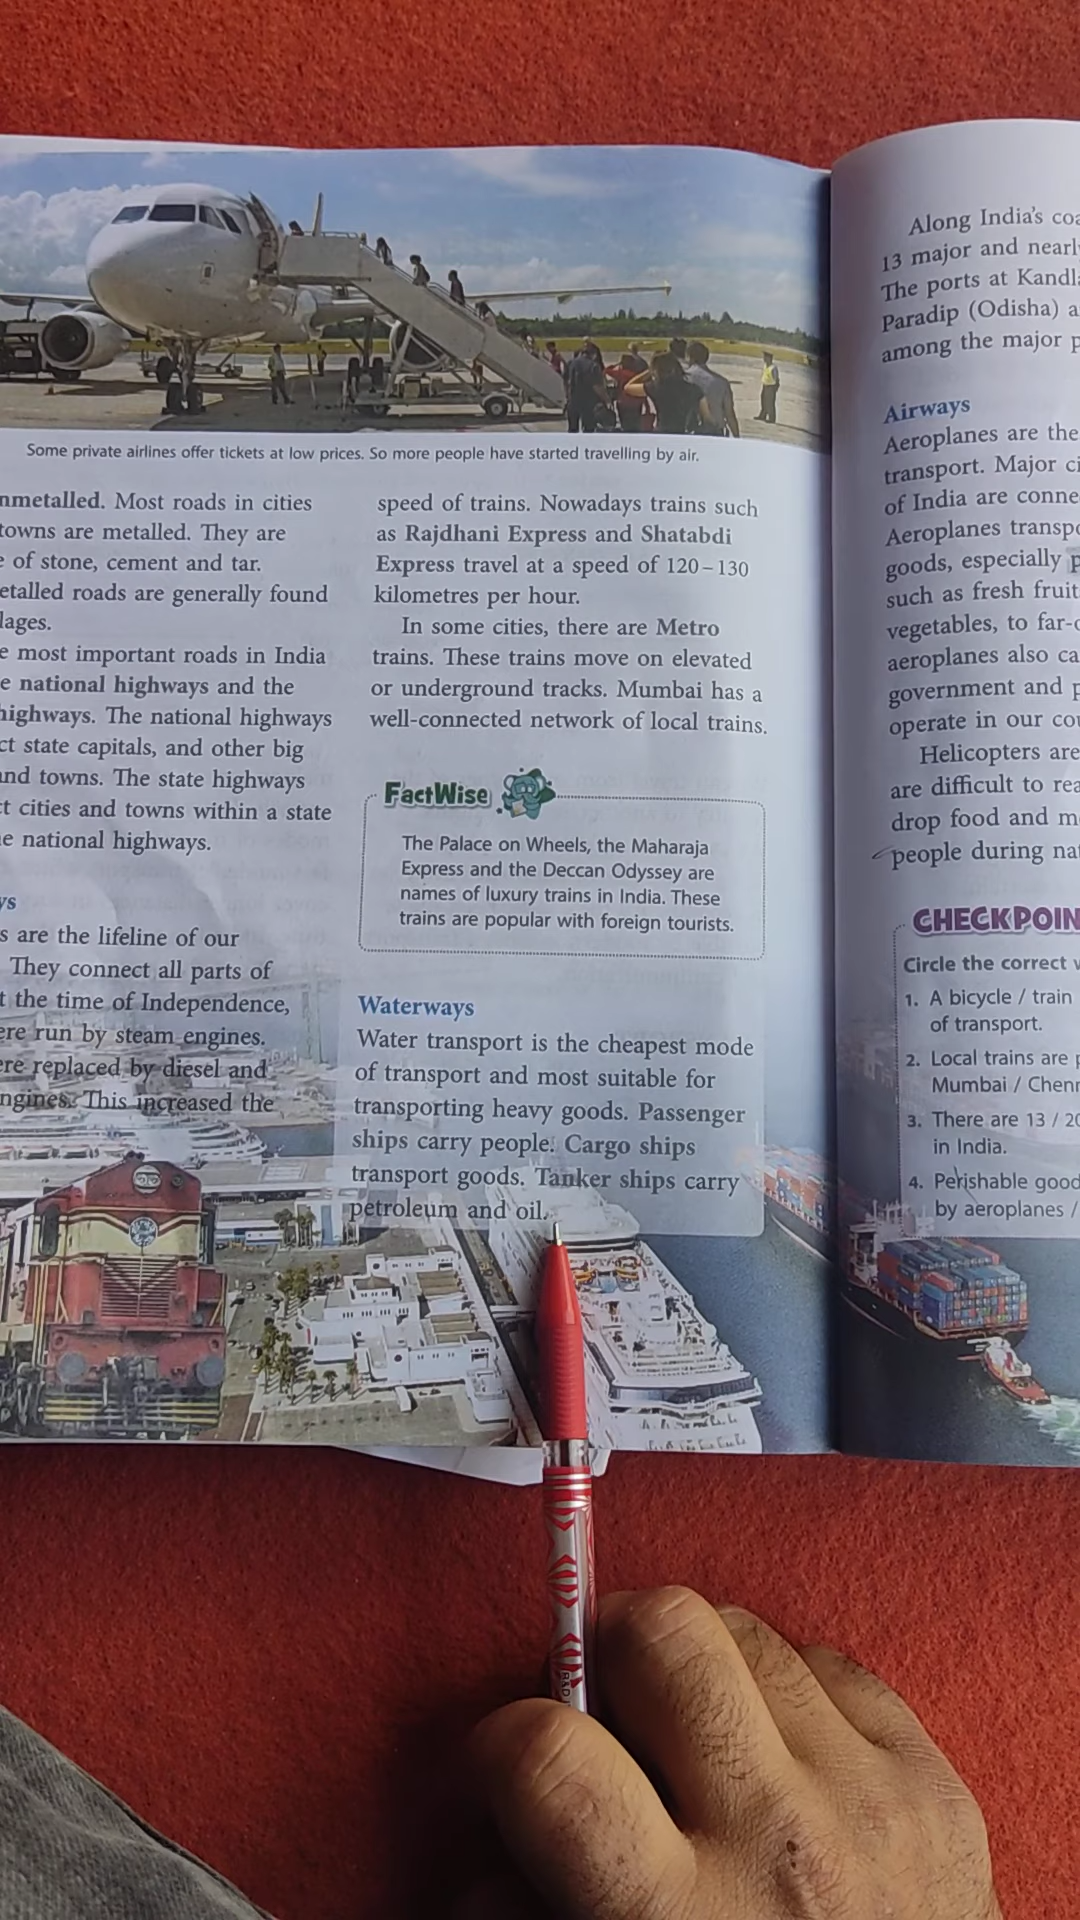 Some private airlines offer tickets at low prices. So more people have started travelling by air.
nmetalled. Most roads in cities
towns are metalled. They are
e of stone, cement and tar.
etalled roads are generally found
lages.
e most important roads in India
e national highways and the
highways. The national highways
ct state capitals, and other big
and towns. The state highways
t cities and towns within a state
e national highways.
ys
s are the lifeline of our
They connect all parts of
t the time of Independence,
ere run by steam engines.
ere replaced by diesel and
ngines. This increased the
speed of trains. Nowadays trains such
as Rajdhani Express and Shatabdi
Express travel at a speed of 120–130
kilometres per hour.
In some cities, there are Metro
trains. These trains move on elevated
or underground tracks. Mumbai has a
well-connected network of local trains.
FactWise
The Palace on Wheels, the Maharaja
Express and the Deccan Odyssey are
names of luxury trains in India. These
trains are popular with foreign tourists.
Waterways
Water transport is the cheapest mode
of transport and most suitable for
transporting heavy goods. Passenger
ships carry people. Cargo ships
transport goods. Tanker ships carry
petroleum and oil.
Along India's coa
13 major and nearl
The ports at Kandla
Paradip (Odisha) a
among the major p
Airways
Aeroplanes are the
transport. Major ci
of India are conne
Aeroplanes transpo
goods, especially p
such as fresh fruit
vegetables, to far-o
aeroplanes also ca
government and p
operate in our cou
Helicopters are
are difficult to rea
drop food and me
people during nat
CHECKPOIN
Circle the correct w
1. A bicycle / train
of transport.
2. Local trains are p
Mumbai / Chenn
3. There are 13 / 20
in India.
4. Perishable good
by aeroplanes /